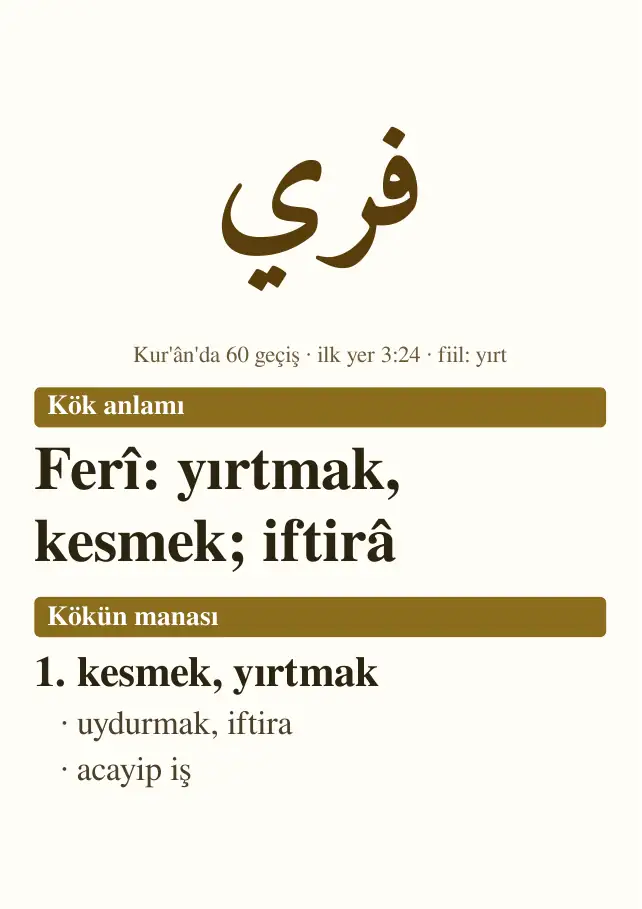 فري
Kur'ân'da 60 geçiş · ilk yer 3:24 · fiil: yırt
Kök anlamı
Ferî: yırtmak,
kesmek; iftirâ
Kökün manası
1. kesmek, yırtmak
· uydurmak, iftira
· acayip iş